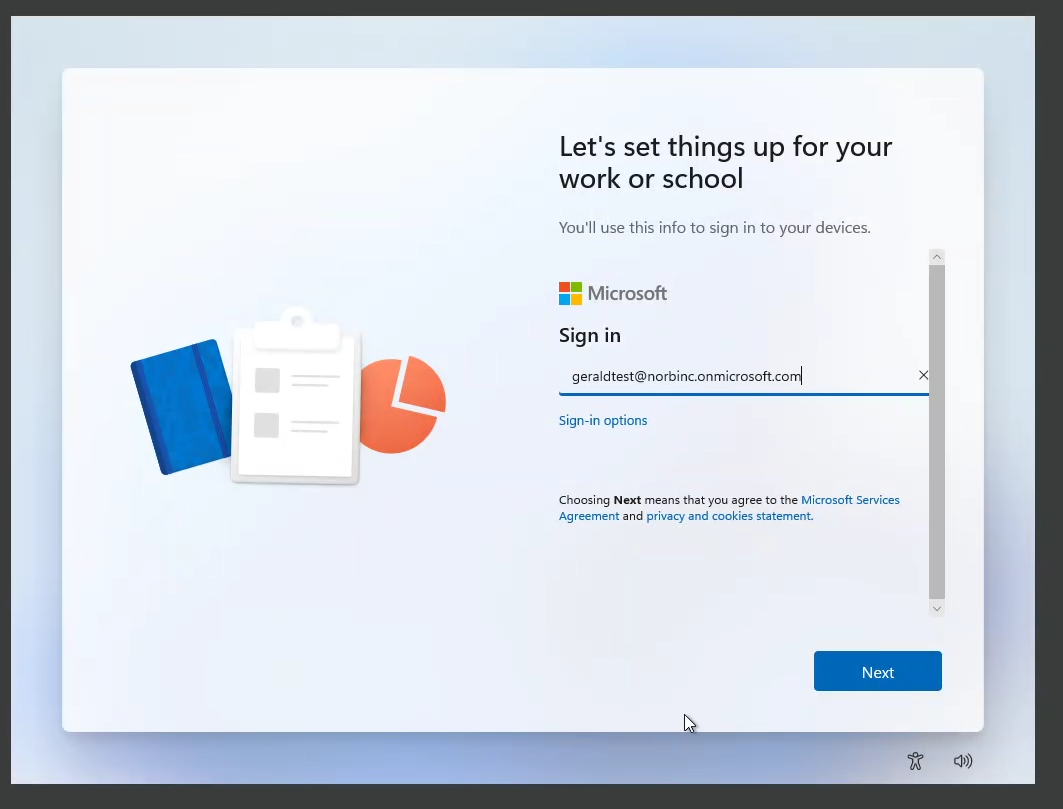 Let's set things up for your
work or school
You'll use this info to sign in to your devices.
Microsoft
Sign in
geraldtest@norbinc.onmicrosoft.com
Sign-in options
Choosing Next means that you agree to the Microsoft Services
Agreement and privacy and cookies statement.
Next